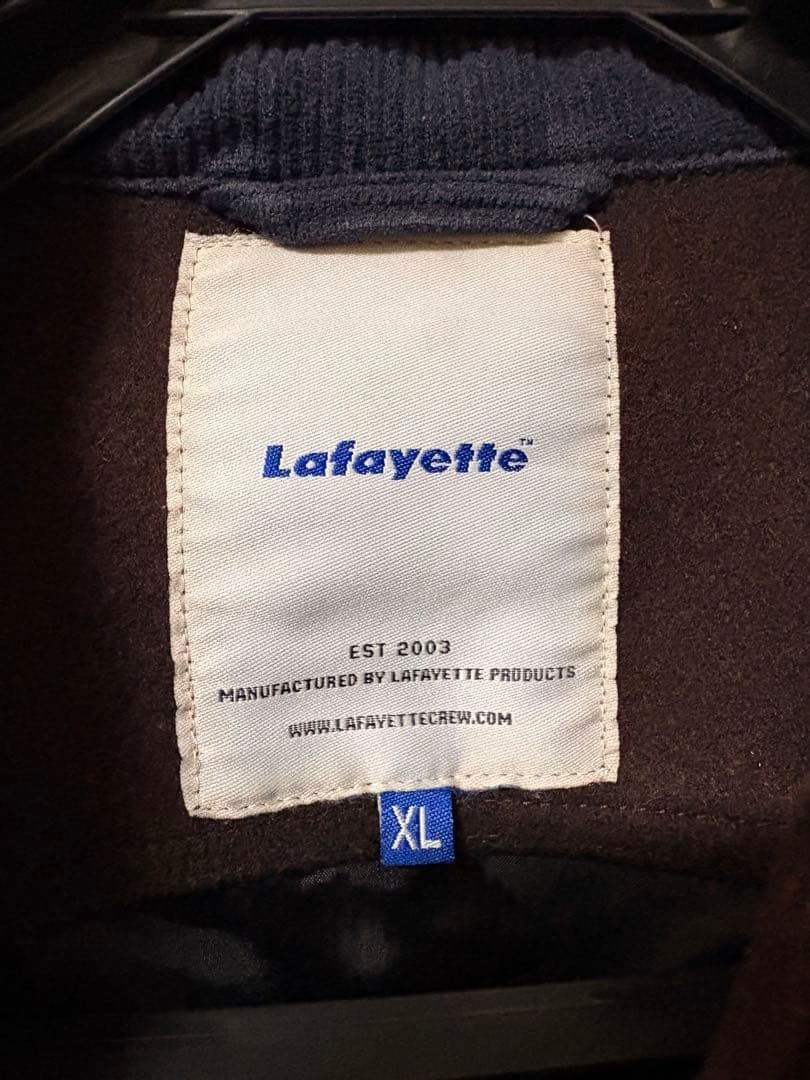 Lafayette™
EST 2003
MANUFACTURED BY LAFAYETTE PRODUCTS
WWW.LAFAYETTECREW.COM
XL